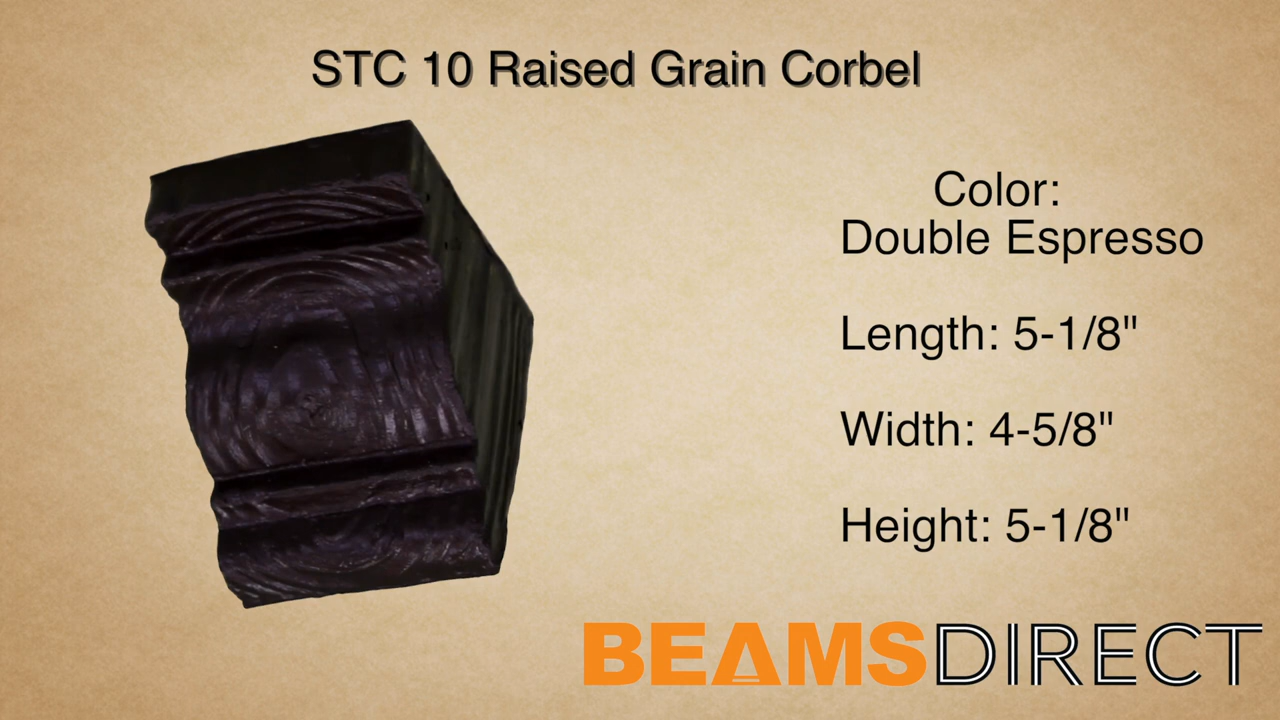 STC 10 Raised Grain Corbel
Color:
Double Espresso
Length: 5-1/8"
Width: 4-5/8"
Height: 5-1/8"
BEAMSDIRECT